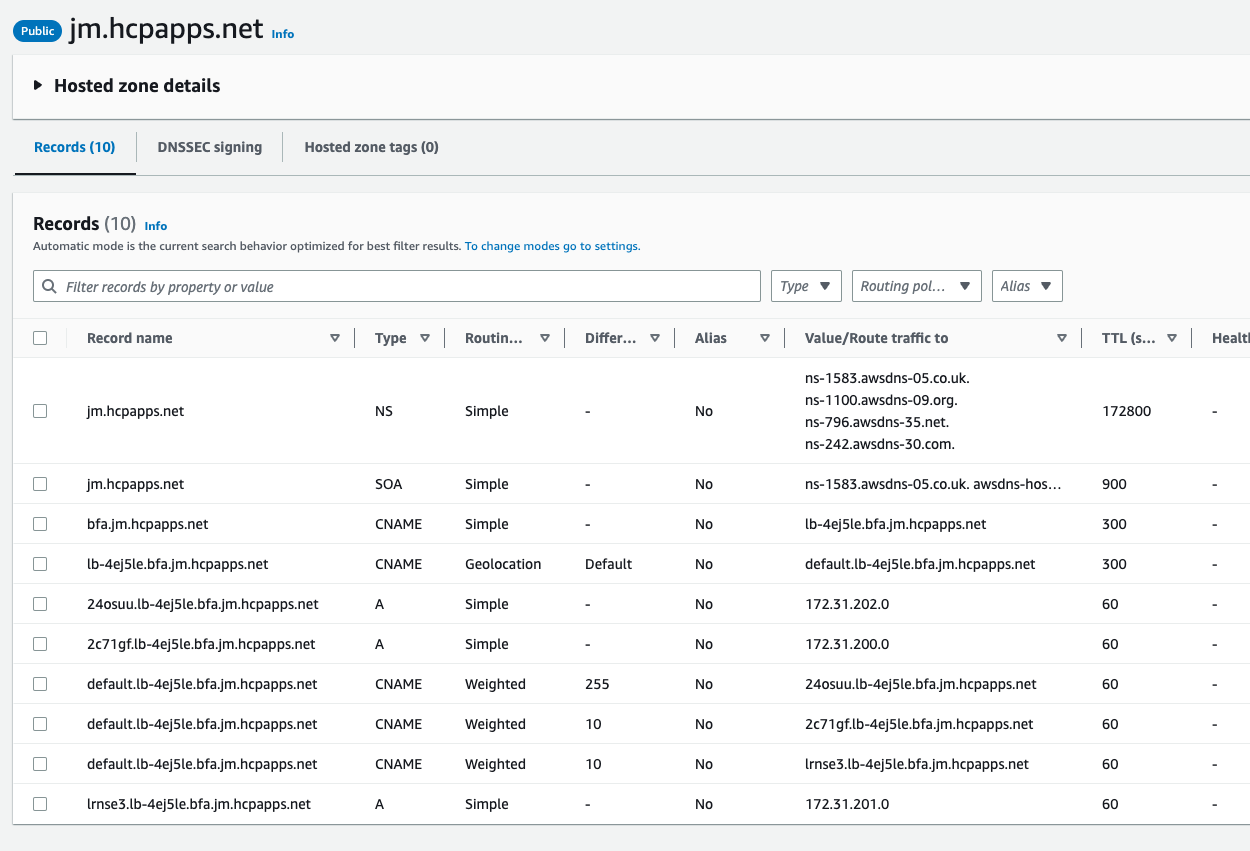 Public jm.hcpapps.net Info
Hosted zone details
Records (10) DNSSEC signing Hosted zone tags (0)
Records (10) Info
Automatic mode is the current search behavior optimized for best filter results. To change modes go to settings.
Filter records by property or value Type Routing pol... Alias
Record name Type Routin... Differ... Alias Value/Route traffic to TTL (s... Health
jm.hcpapps.net NS Simple - No ns-1583.awsdns-05.co.uk.
ns-1100.awsdns-09.org.
ns-796.awsdns-35.net.
ns-242.awsdns-30.com. 172800 -
jm.hcpapps.net SOA Simple - No ns-1583.awsdns-05.co.uk. awsdns-hos... 900 -
bfa.jm.hcpapps.net CNAME Simple - No lb-4ej5le.bfa.jm.hcpapps.net 300 -
lb-4ej5le.bfa.jm.hcpapps.net CNAME Geolocation Default No default.lb-4ej5le.bfa.jm.hcpapps.net 300 -
24osuu.lb-4ej5le.bfa.jm.hcpapps.net A Simple - No 172.31.202.0 60 -
2c71gf.lb-4ej5le.bfa.jm.hcpapps.net A Simple - No 172.31.200.0 60 -
default.lb-4ej5le.bfa.jm.hcpapps.net CNAME Weighted 255 No 24osuu.lb-4ej5le.bfa.jm.hcpapps.net 60 -
default.lb-4ej5le.bfa.jm.hcpapps.net CNAME Weighted 10 No 2c71gf.lb-4ej5le.bfa.jm.hcpapps.net 60 -
default.lb-4ej5le.bfa.jm.hcpapps.net CNAME Weighted 10 No lrnse3.lb-4ej5le.bfa.jm.hcpapps.net 60 -
lrnse3.lb-4ej5le.bfa.jm.hcpapps.net A Simple - No 172.31.201.0 60 -